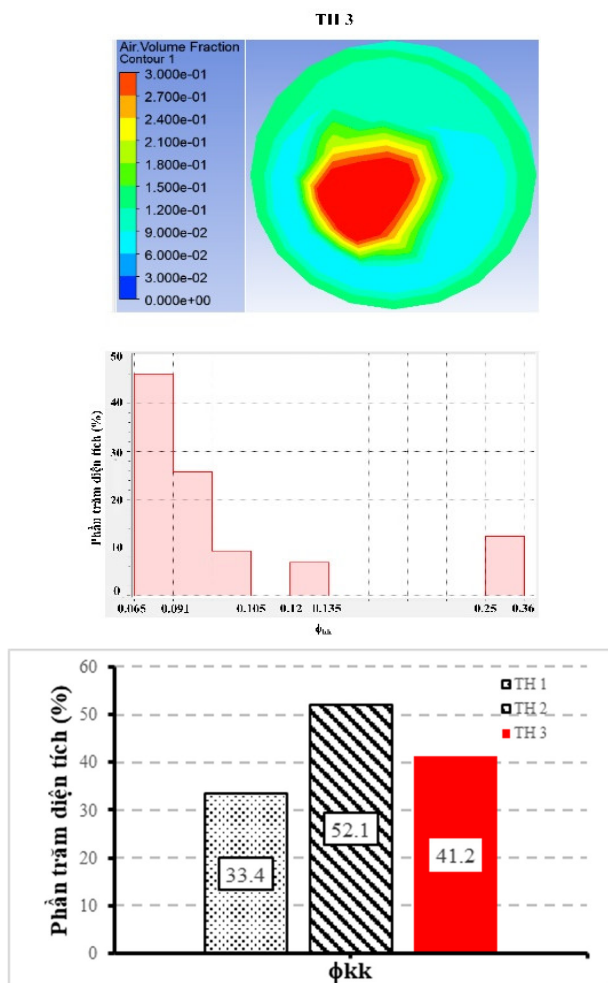 TH 3
Air.Volume Fraction
Contour 1
3.000e-01
2.700e-01
2.400e-01
2.100e-01
1.800e-01
1.500e-01
1.200e-01
9.000e-02
6.000e-02
3.000e-02
0.000e+00
Phần trăm diện tích (%)
50
40
30
20
10
0
0.065 0.091 0.105 0.12 0.135 0.25 0.36
ϕkk
Phần trăm diện tích (%)
60
50
40
30
20
10
0
TH 1
TH 2
TH 3
33.4
52.1
41.2
ϕkk